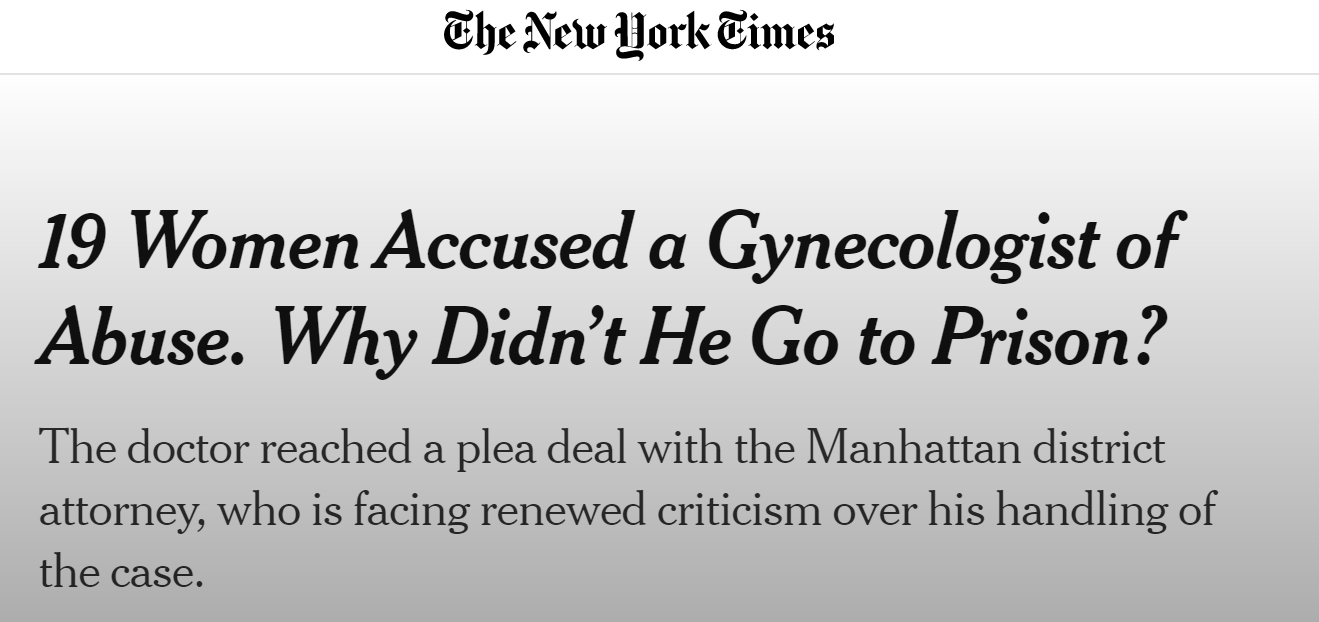 The New York Times
19 Women Accused a Gynecologist of
Abuse. Why Didn’t He Go to Prison?
The doctor reached a plea deal with the Manhattan district
attorney, who is facing renewed criticism over his handling of
the case.